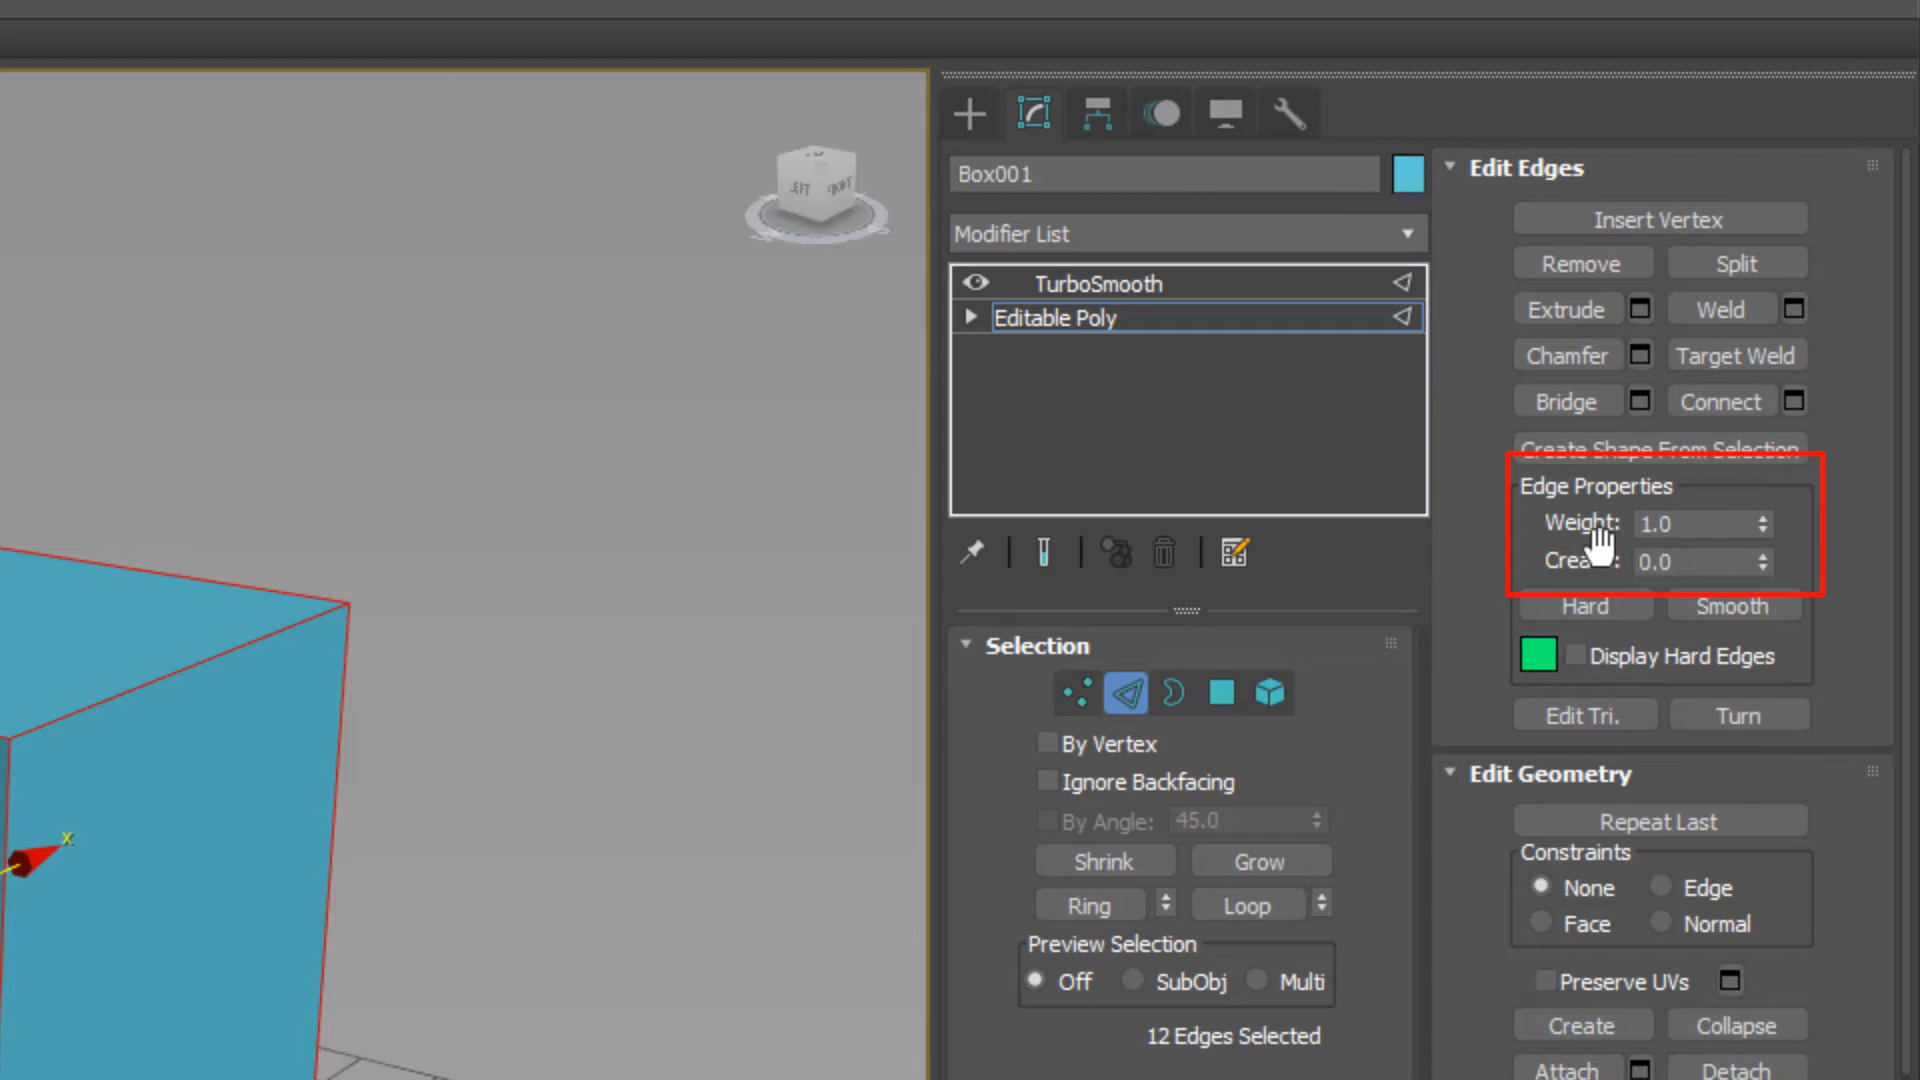 LEFT FRONT
Box001
Modifier List
TurboSmooth
Editable Poly
Selection
By Vertex
Ignore Backfacing
By Angle: 45.0
Shrink Grow
Ring Loop
Preview Selection
Off SubObj Multi
12 Edges Selected
Edit Edges
Insert Vertex
Remove Split
Extrude Weld
Chamfer Target Weld
Bridge Connect
Create Shape From Selection
Edge Properties
Weight: 1.0
0.0
Hard Smooth
Display Hard Edges
Edit Tri. Turn
Edit Geometry
Repeat Last
Constraints
None Edge
Face Normal
Preserve UVs
Create Collapse
Attach Detach
x